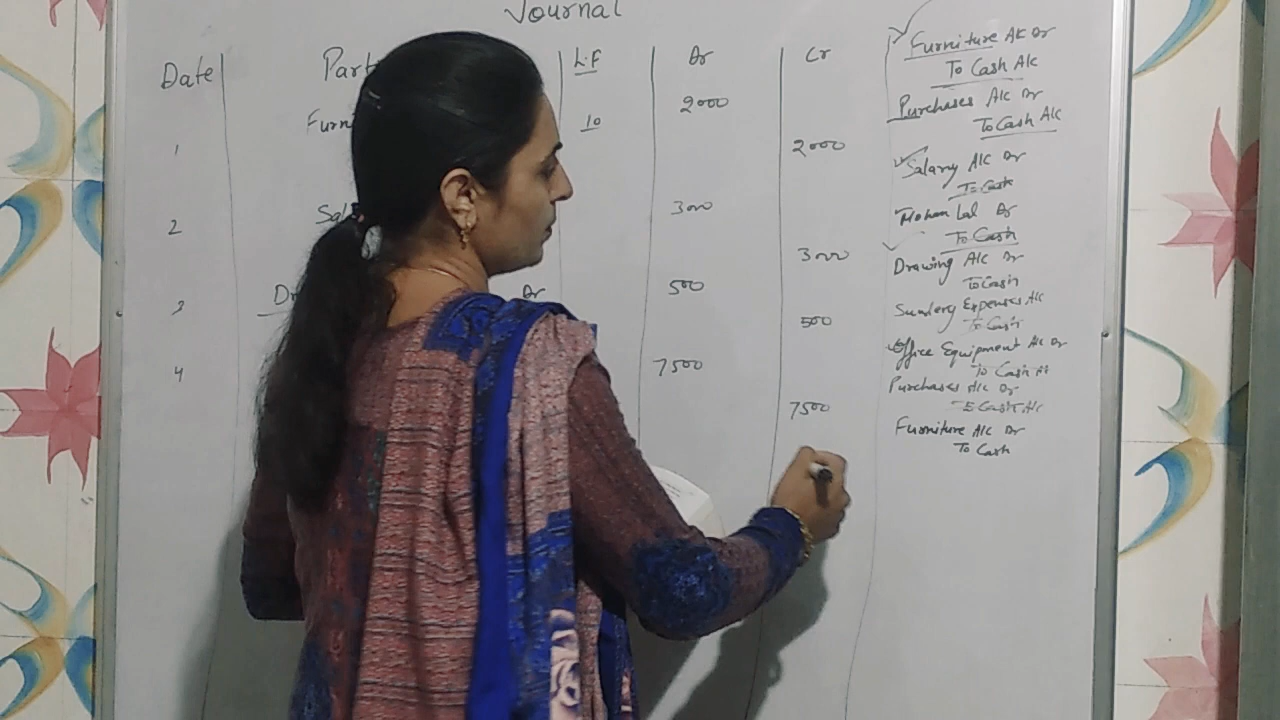 Journal
Date Part L.F Dr Cr
Furni 10 2000
1 2000
2 Sal 3000
3000
3 Dr Dr 500
500
4 7500
7500
Furniture A/c Dr
To Cash A/c
Purchases A/c Dr
To Cash A/c
Salary A/c Dr
To Cash
Mohan Lal Dr
To Cash
Drawing A/c Dr
To Cash
Sundery Expenses A/c
To Cash
Office Equipment A/c Dr
To Cash A/c
Purchases A/c Dr
To Cash A/c
Furniture A/c Dr
To Cash